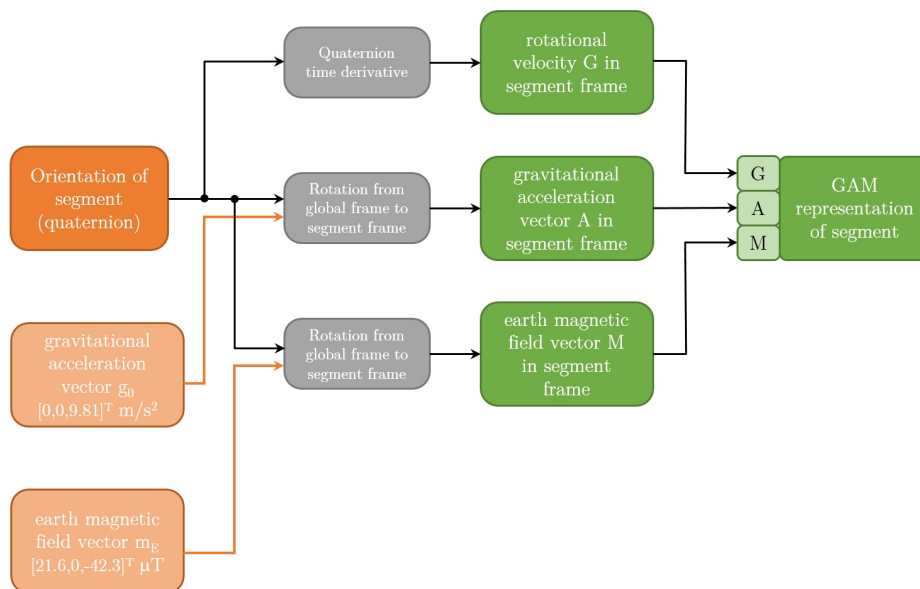 Quaternion
time derivative
rotational
velocity G in
segment frame
Orientation of
segment
(quaternion)
Rotation from
global frame to
segment frame
gravitational
acceleration
vector A in
segment frame
G
A
M
GAM
representation
of segment
gravitational
acceleration
vector g₀
[0,0,9.81]ᵀ m/s²
Rotation from
global frame to
segment frame
earth magnetic
field vector M
in segment
frame
earth magnetic
field vector m_E
[21.6,0,-42.3]ᵀ μT